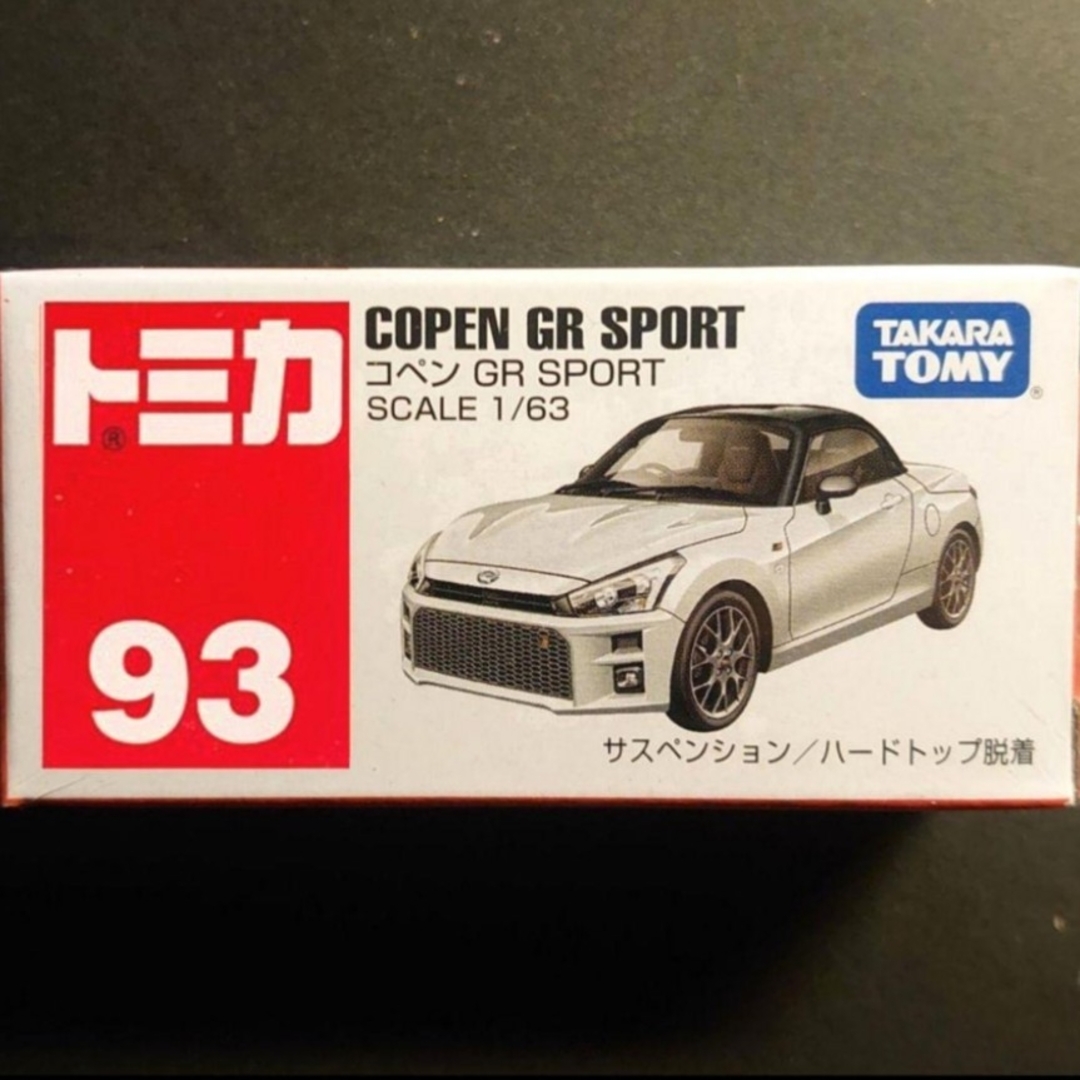 トミカ®
93
COPEN GR SPORT
コペン GR SPORT
SCALE 1/63
TAKARA
TOMY®
サスペンション/ハードトップ脱着